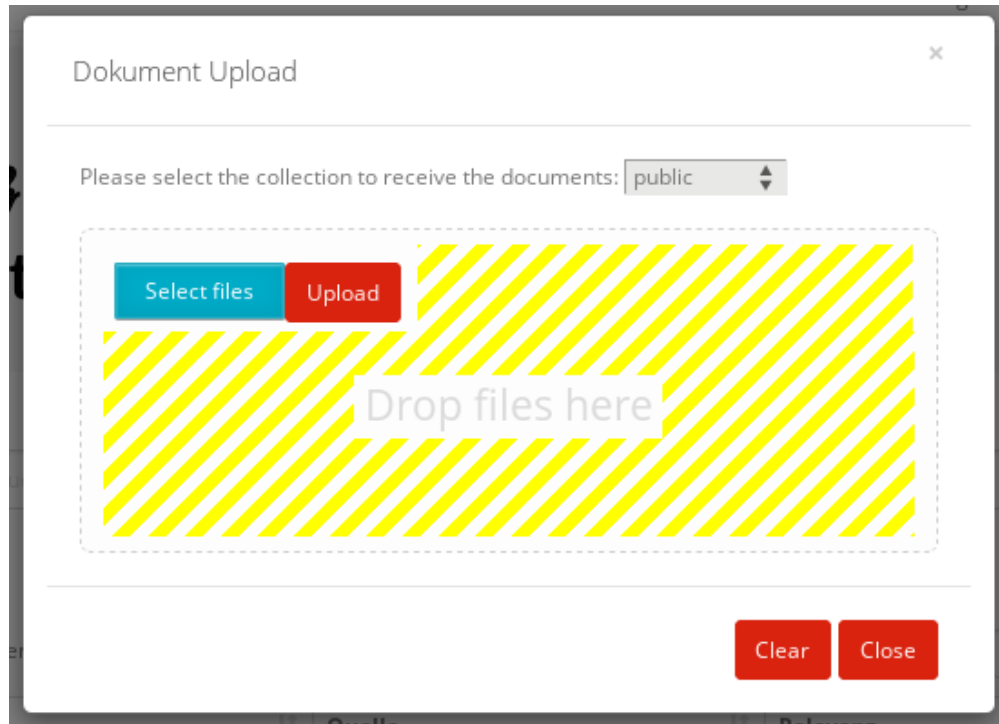 Dokument Upload
×
Please select the collection to receive the documents: public
Select files Upload
Drop files here
Clear Close